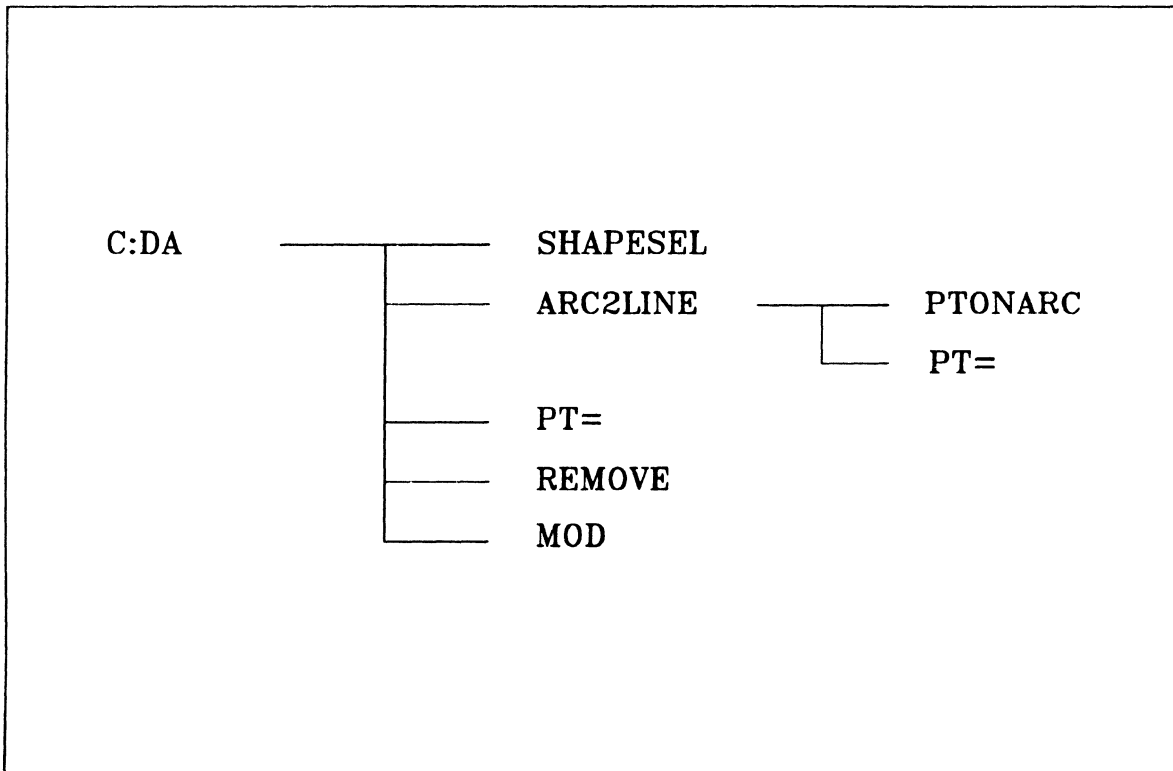 C:DA SHAPESEL
ARC2LINE PTONARC
PT=
PT=
REMOVE
MOD